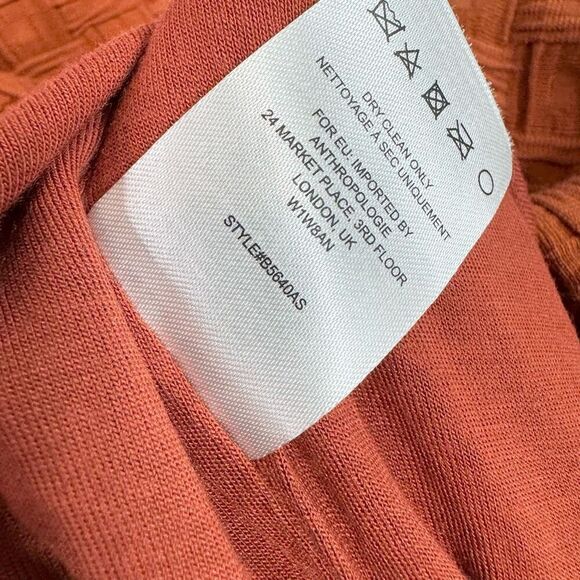 DRY CLEAN ONLY
NETTOYAGE A SEC UNIQUEMENT
FOR EU: IMPORTED BY
ANTHROPOLOGIE
24 MARKET PLACE, 3RD FLOOR
LONDON, UK
W1W8AN
STYLE#B5640AS